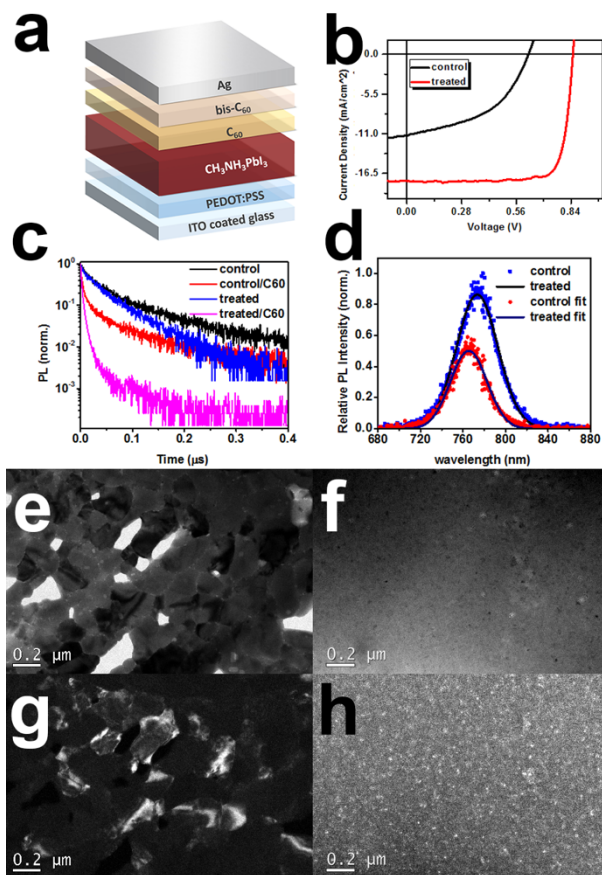 a
Ag
bis-C60
C60
CH3NH3PbI3
PEDOT:PSS
ITO coated glass
b
control
treated
Current Density (mA/cm^2)
0.0
-5.5
-11.0
-16.5
0.00
0.28
0.56
0.84
Voltage (V)
c
control
control/C60
treated
treated/C60
PL (norm.)
10^0
10^-1
10^-2
10^-3
0.0
0.1
0.2
0.3
0.4
Time (μs)
d
control
treated
control fit
treated fit
Relative PL Intensity (norm.)
1.0
0.8
0.6
0.4
0.2
0.0
680
720
760
800
840
880
wavelength (nm)
e
0.2 μm
f
0.2 μm
g
0.2 μm
h
0.2 μm